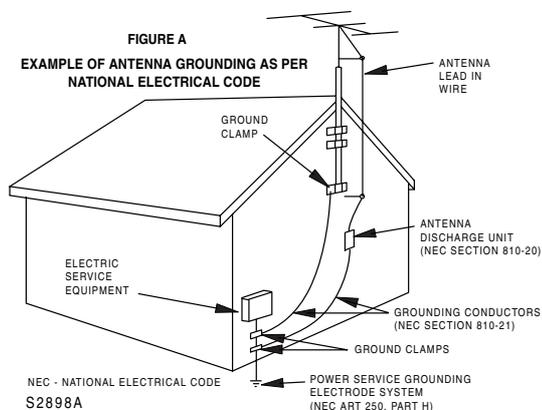 FIGURE A
EXAMPLE OF ANTENNA GROUNDING AS PER
NATIONAL ELECTRICAL CODE
ANTENNA
LEAD IN
WIRE
GROUND
CLAMP
ANTENNA
DISCHARGE UNIT
(NEC SECTION 810-20)
ELECTRIC
SERVICE
EQUIPMENT
GROUNDING CONDUCTORS
(NEC SECTION 810-21)
GROUND CLAMPS
POWER SERVICE GROUNDING
ELECTRODE SYSTEM
(NEC ART 250, PART H)
NEC - NATIONAL ELECTRICAL CODE
S2898A